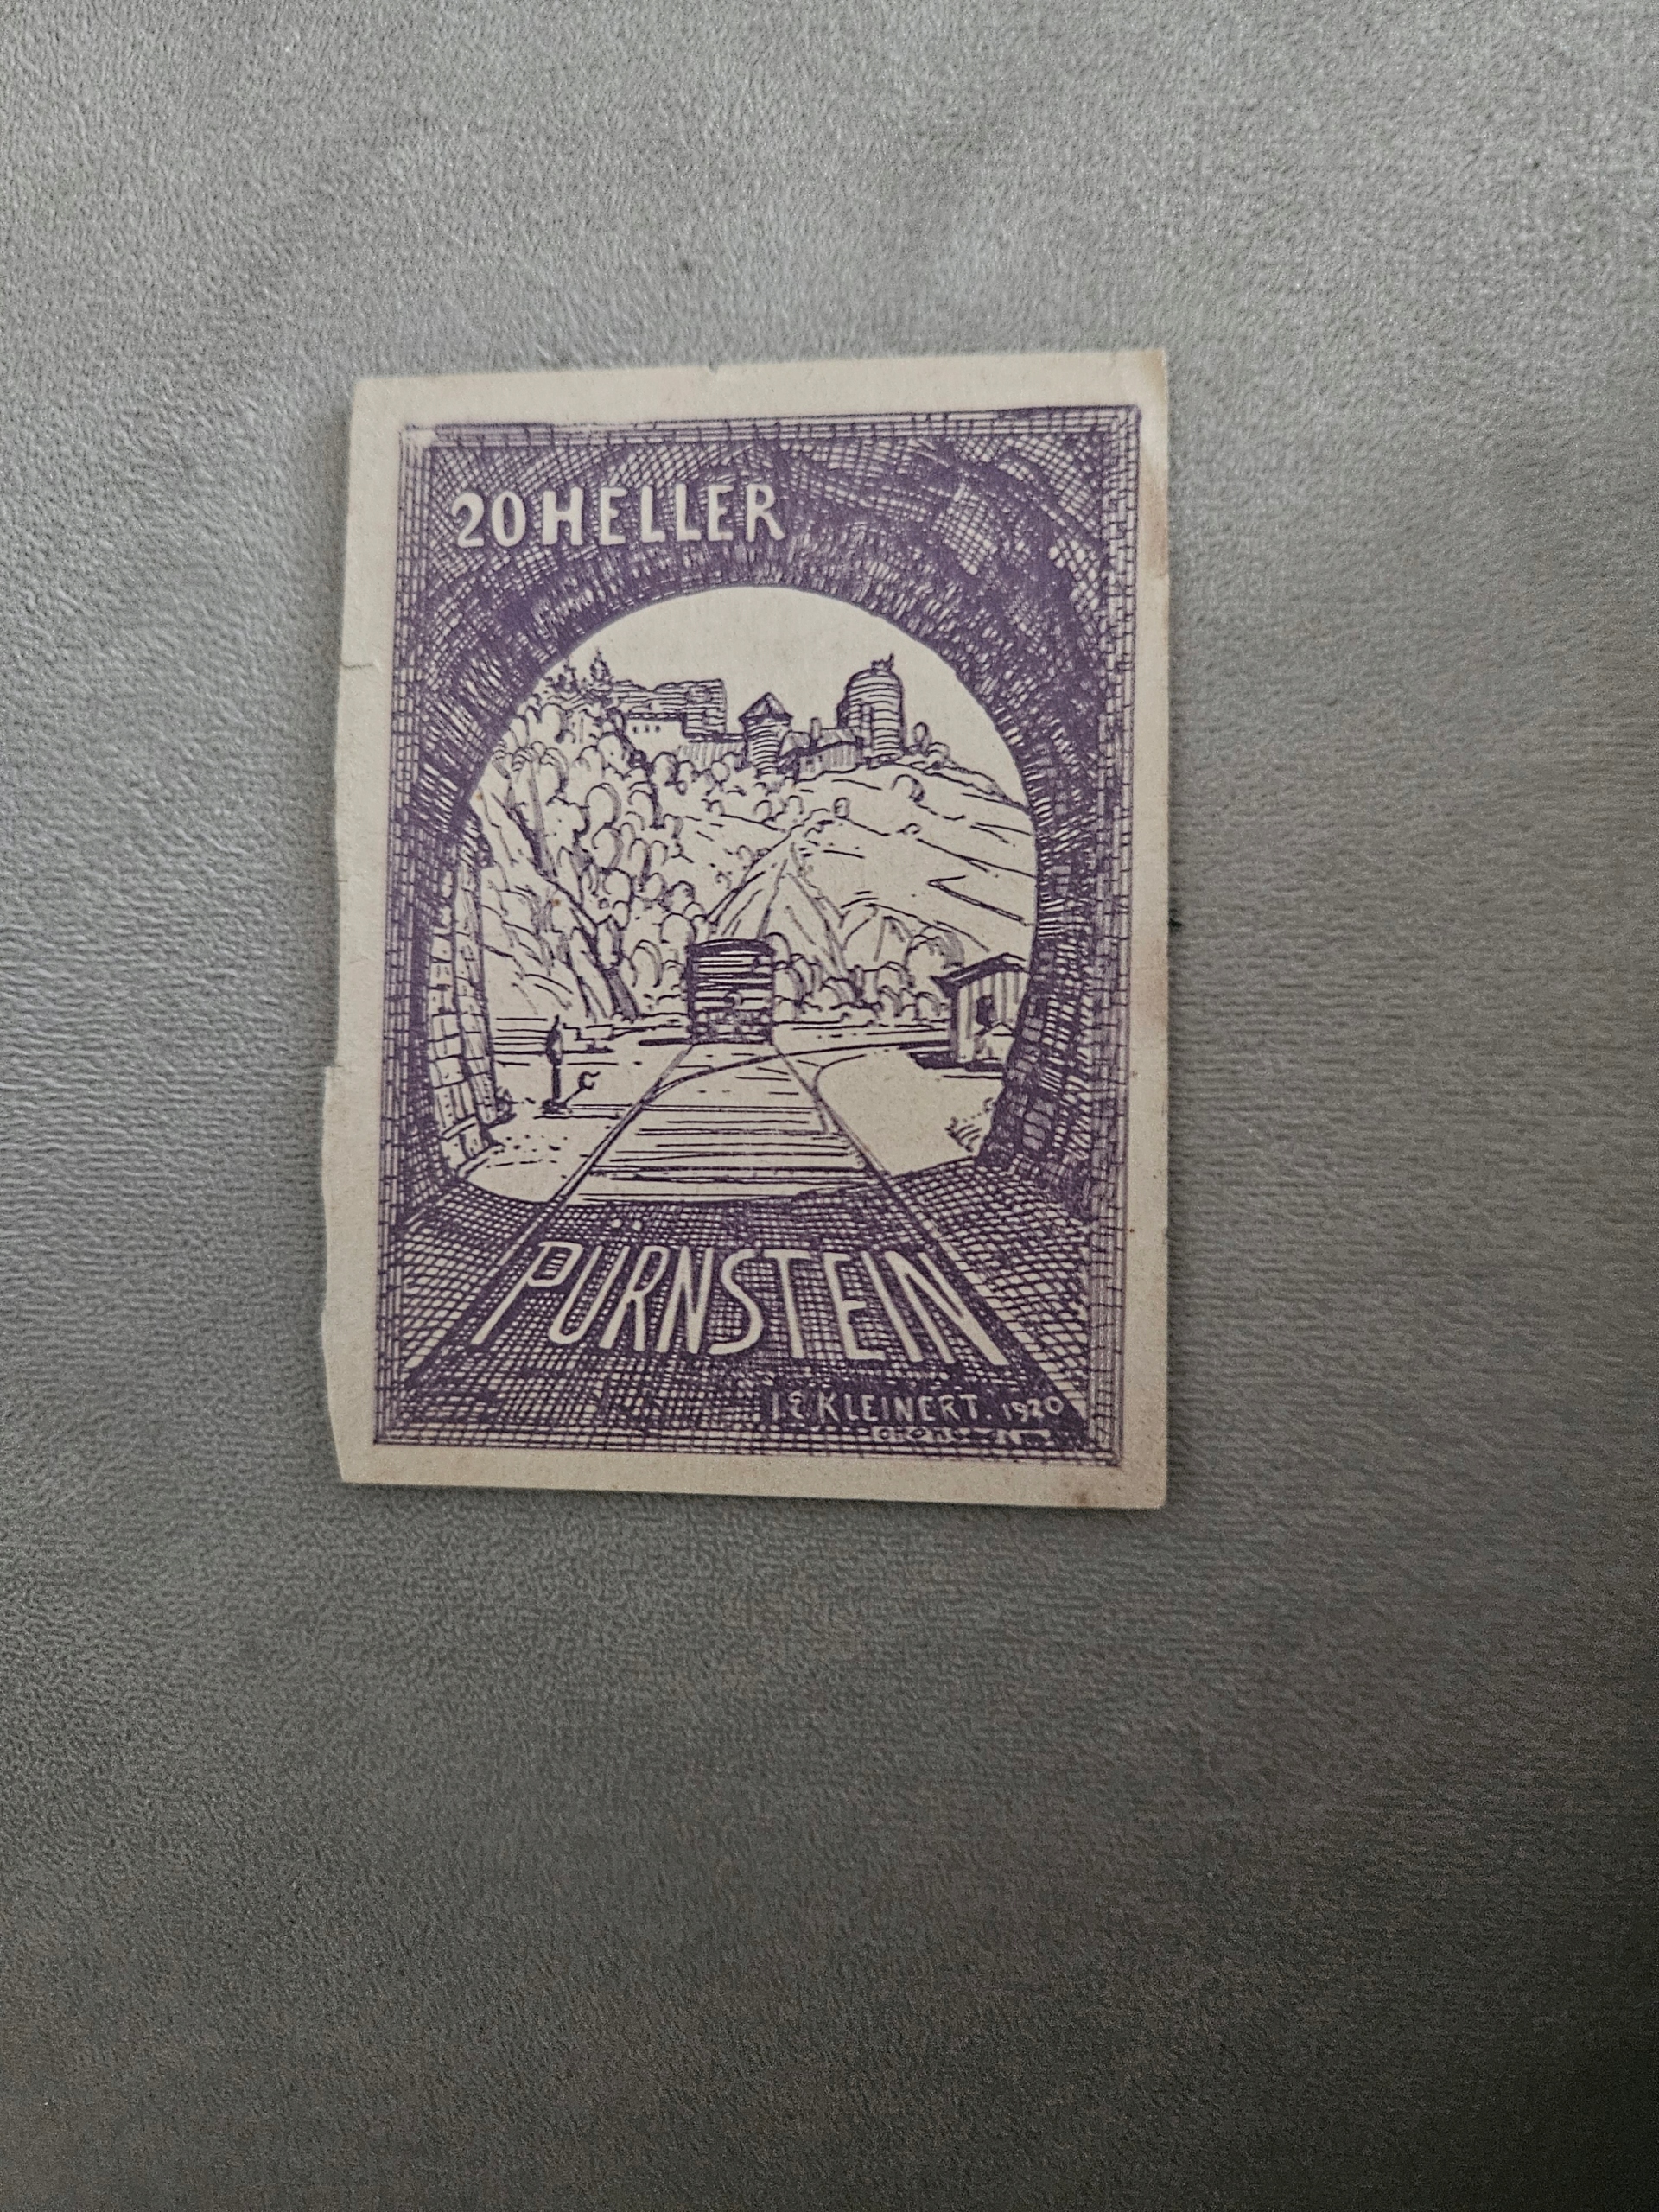 20 HELLER
PÜRNSTEIN
I. E. KLEINERT. 1920